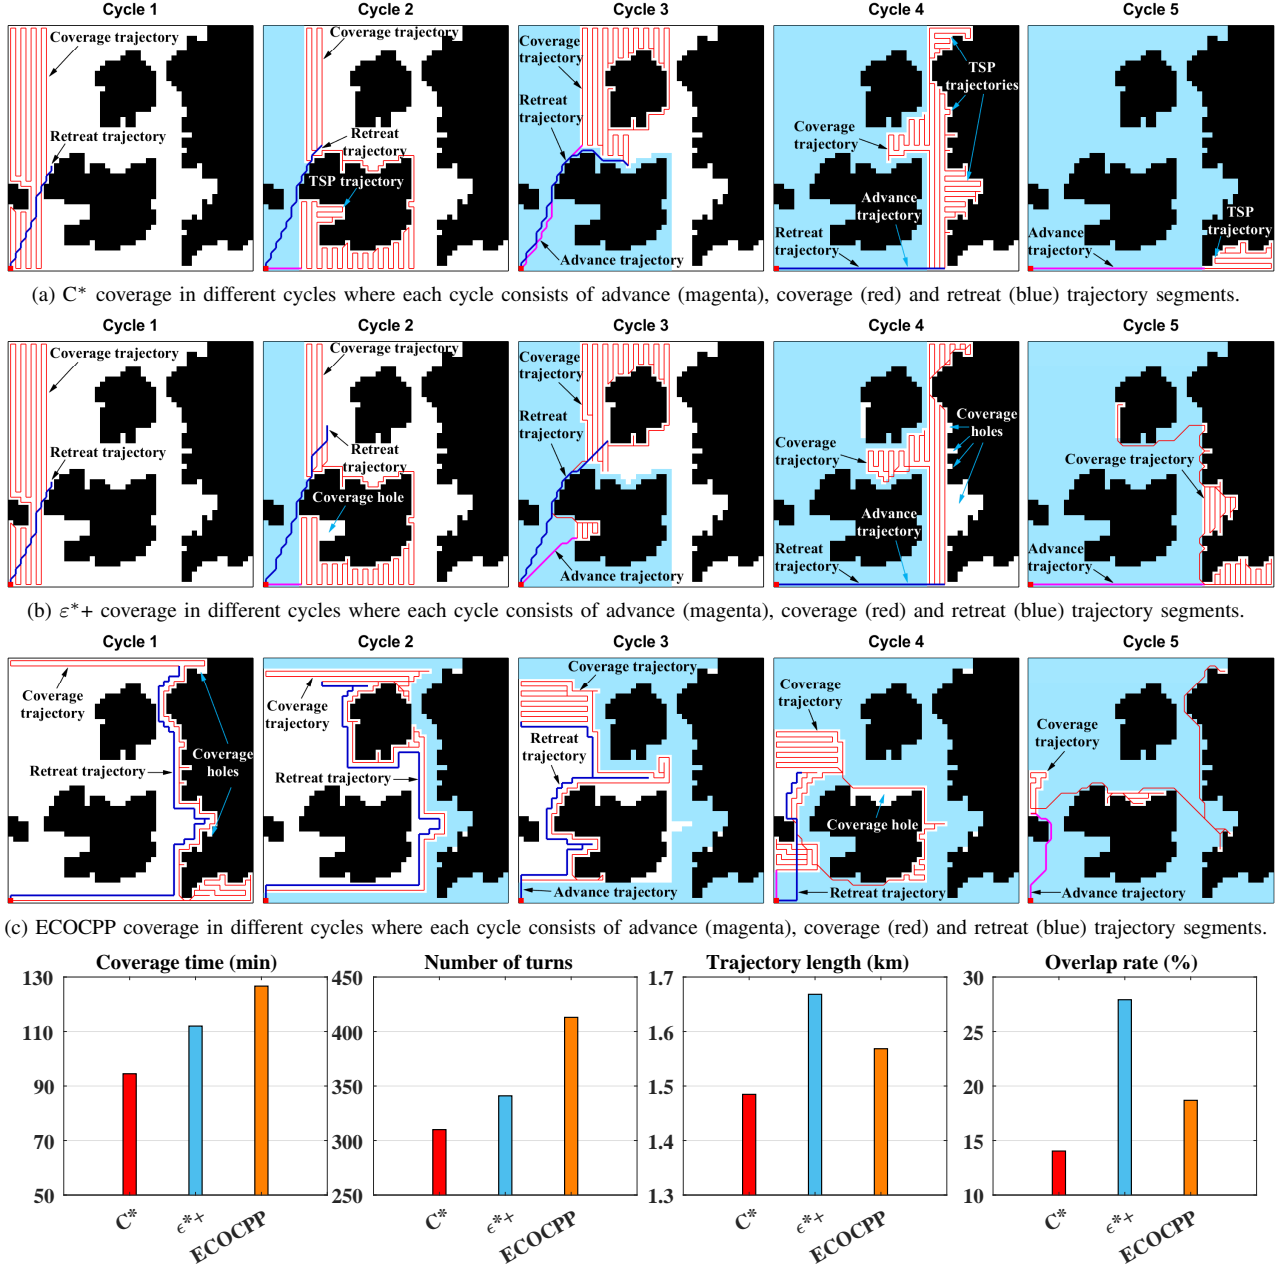 Cycle 1
Cycle 2
Cycle 3
Cycle 4
Cycle 5
Coverage trajectory
Retreat trajectory
Coverage trajectory
Retreat
trajectory
TSP trajectory
Coverage
trajectory
Retreat
trajectory
Advance trajectory
TSP
trajectories
Coverage
trajectory
Advance
trajectory
Retreat
trajectory
Advance
trajectory
TSP
trajectory
(a) C* coverage in different cycles where each cycle consists of advance (magenta), coverage (red) and retreat (blue) trajectory segments.
Cycle 1
Cycle 2
Cycle 3
Cycle 4
Cycle 5
Coverage trajectory
Retreat trajectory
Coverage trajectory
Retreat
trajectory
Coverage hole
Coverage
trajectory
Retreat
trajectory
Advance trajectory
Coverage
holes
Coverage
trajectory
Advance
trajectory
Retreat
trajectory
Coverage trajectory
Advance
trajectory
(b) ε*+ coverage in different cycles where each cycle consists of advance (magenta), coverage (red) and retreat (blue) trajectory segments.
Cycle 1
Cycle 2
Cycle 3
Cycle 4
Cycle 5
Coverage
trajectory
Coverage
holes
Retreat trajectory
Coverage
trajectory
Retreat trajectory
Coverage trajectory
Retreat
trajectory
Advance trajectory
Coverage
trajectory
Coverage hole
Retreat trajectory
Coverage
trajectory
Advance trajectory
(c) ECOCPP coverage in different cycles where each cycle consists of advance (magenta), coverage (red) and retreat (blue) trajectory segments.
Coverage time (min)
130
110
90
70
50
C*
ϵ*+
ECOCPP
Number of turns
450
400
350
300
250
C*
ϵ*+
ECOCPP
Trajectory length (km)
1.7
1.6
1.5
1.4
1.3
C*
ϵ*+
ECOCPP
Overlap rate (%)
30
25
20
15
10
C*
ϵ*+
ECOCPP